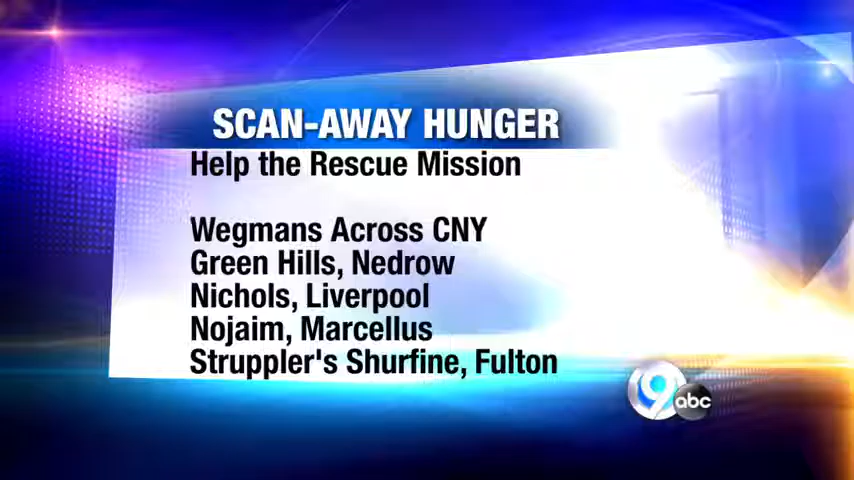 SCAN-AWAY HUNGER
Help the Rescue Mission
Wegmans Across CNY
Green Hills, Nedrow
Nichols, Liverpool
Nojaim, Marcellus
Struppler's Shurfine, Fulton
9
abc